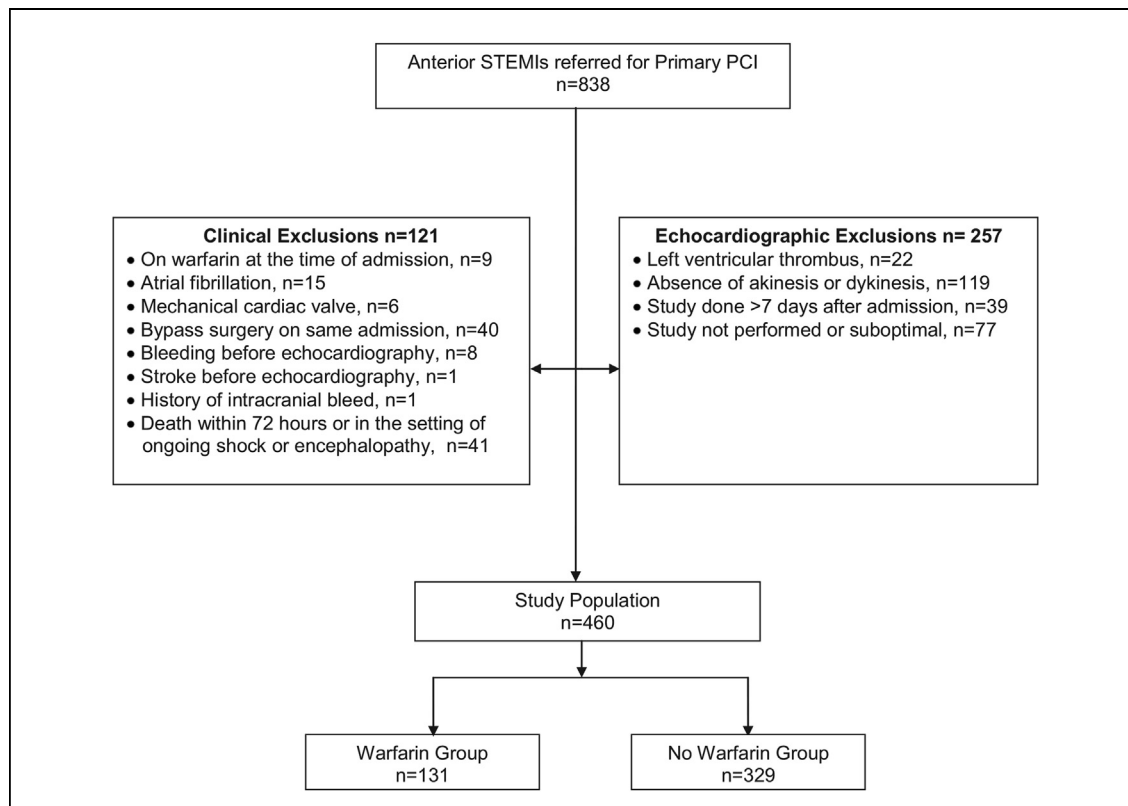 Anterior STEMIs referred for Primary PCI
n=838
Clinical Exclusions n=121
• On warfarin at the time of admission, n=9
• Atrial fibrillation, n=15
• Mechanical cardiac valve, n=6
• Bypass surgery on same admission, n=40
• Bleeding before echocardiography, n=8
• Stroke before echocardiography, n=1
• History of intracranial bleed, n=1
• Death within 72 hours or in the setting of
ongoing shock or encephalopathy, n=41
Echocardiographic Exclusions n= 257
• Left ventricular thrombus, n=22
• Absence of akinesis or dykinesis, n=119
• Study done >7 days after admission, n=39
• Study not performed or suboptimal, n=77
Study Population
n=460
Warfarin Group
n=131
No Warfarin Group
n=329